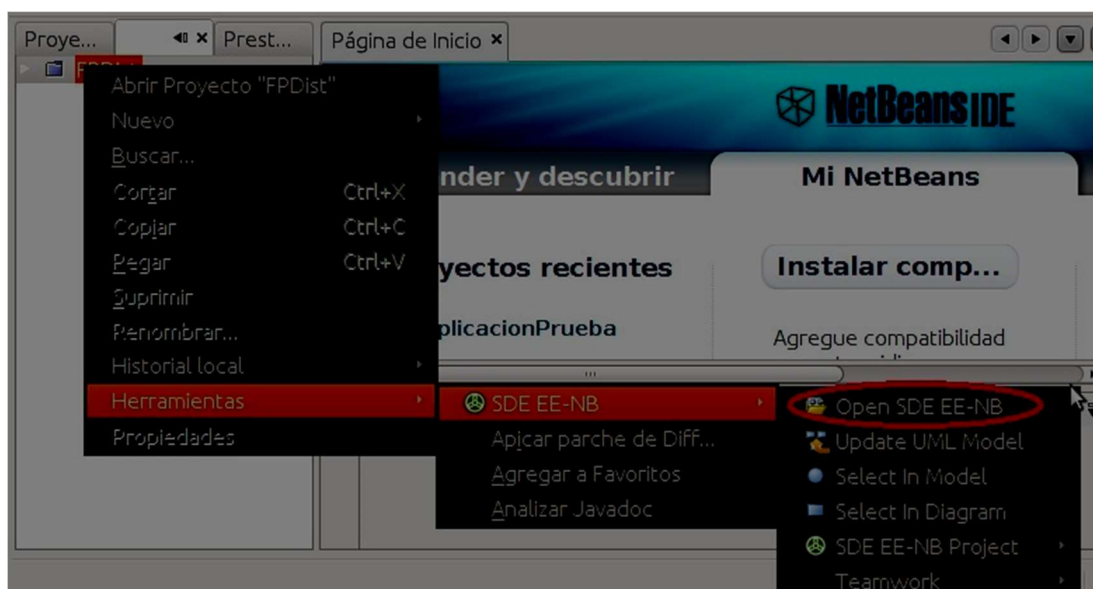 Proye... Prest... Página de Inicio
Abrir Proyecto "FPDist"
Nuevo
Buscar...
Cortar Ctrl+X
Copiar Ctrl+C
Pegar Ctrl+V
Suprimir
Renombrar...
Historial local
Herramientas
Propiedades
NetBeans IDE
nder y descubrir Mi NetBeans
yectos recientes Instalar comp...
plicacionPrueba
Agregue compatibilidad
SDE EE-NB
Apicar parche de Diff...
Agregar a Favoritos
Analizar Javadoc
Open SDE EE-NB
Update UML Model
Select In Model
Select In Diagram
SDE EE-NB Project
Teamwork